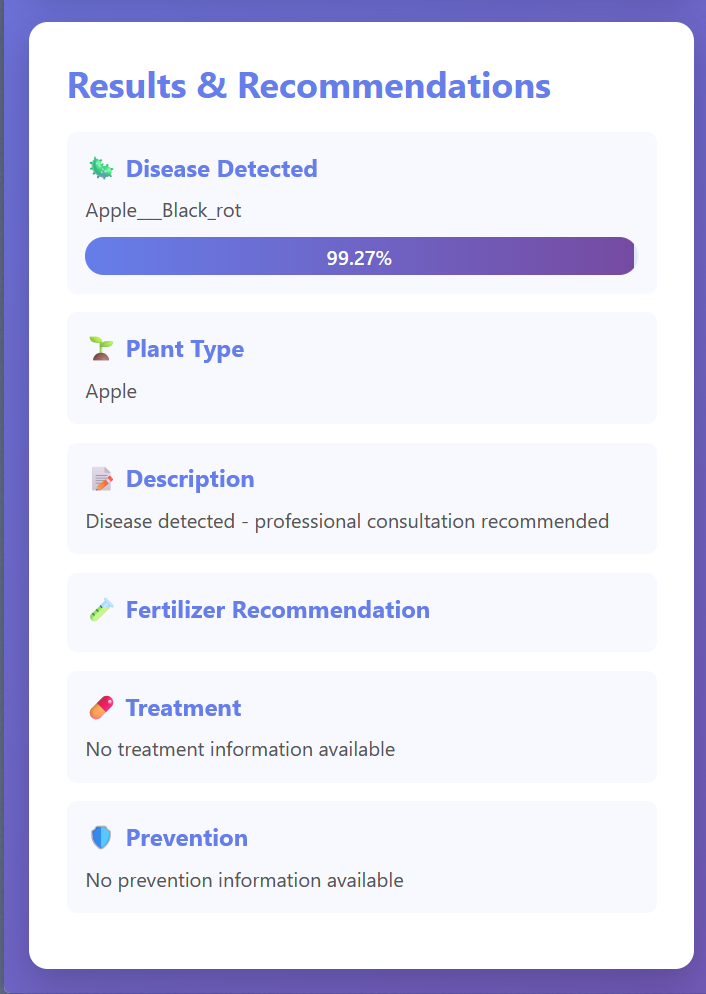 Results & Recommendations
Disease Detected
Apple___Black_rot
99.27%
Plant Type
Apple
Description
Disease detected - professional consultation recommended
Fertilizer Recommendation
Treatment
No treatment information available
Prevention
No prevention information available